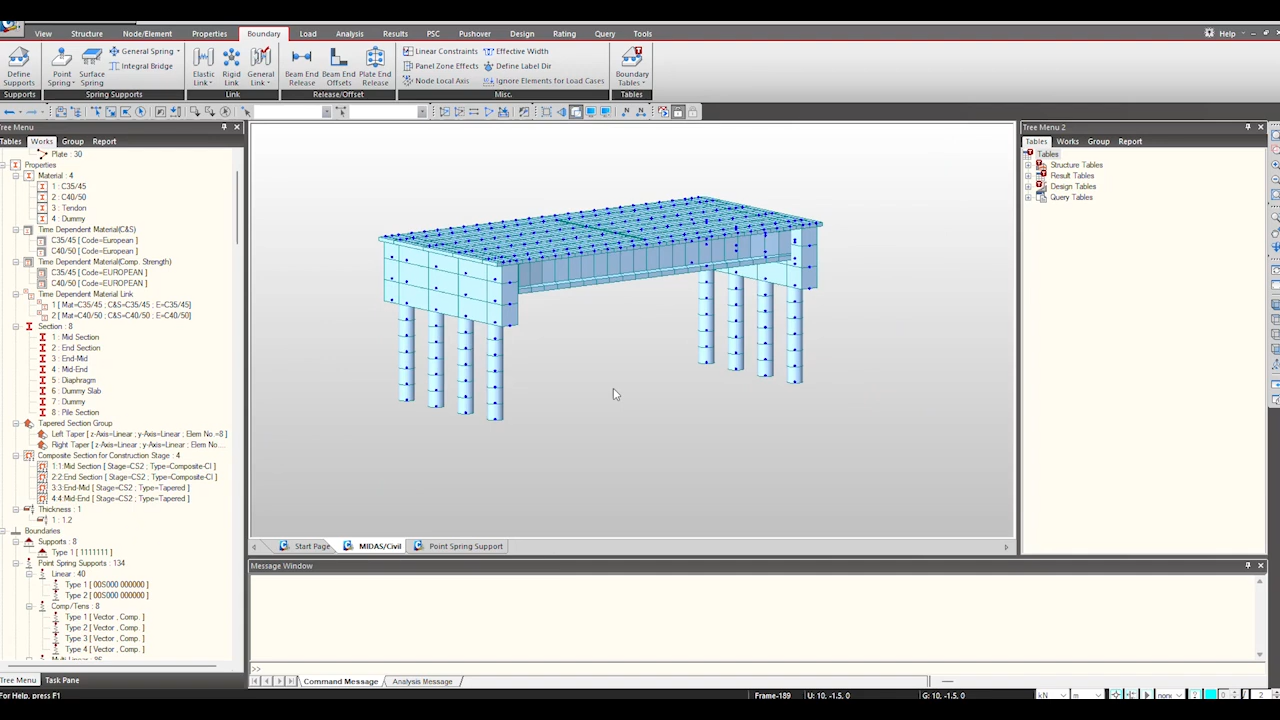 View Structure Node/Element Properties Boundary Load Analysis Results PSC Pushover Design Rating Query Tools Help
Define Supports
Point Spring
Surface Spring
General Spring
Integral Bridge
Elastic Link
Rigid Link
General Link
Beam End Release
Beam End Offsets
Plate End Release
Linear Constraints
Panel Zone Effects
Node Local Axis
Effective Width
Define Label Dir
Ignore Elements for Load Cases
Boundary Tables
Supports Spring Supports Link Release/Offset Misc. Tables
Tree Menu
Tables Works Group Report
Plate : 30
Properties
Material : 4
1 : C35/45
2 : C40/50
3 : Tendon
4 : Dummy
Time Dependent Material(C&S)
C35/45 [ Code=European ]
C40/50 [ Code=European ]
Time Dependent Material(Comp. Strength)
C35/45 [ Code=EUROPEAN ]
C40/50 [ Code=EUROPEAN ]
Time Dependent Material Link
1 [ Mat=C35/45 ; C&S=C35/45 ; E=C35/45 ]
2 [ Mat=C40/50 ; C&S=C40/50 ; E=C40/50 ]
Section : 8
1 : Mid Section
2 : End Section
3 : End-Mid
4 : Mid-End
5 : Diaphragm
6 : Dummy Slab
7 : Dummy
8 : Pile Section
Tapered Section Group
Left Taper [ z-Axis=Linear ; y-Axis=Linear ; Elem No.=8 ]
Right Taper [ z-Axis=Linear ; y-Axis=Linear ; Elem No...
Composite Section for Construction Stage : 4
1:1:Mid Section [ Stage=CS2 ; Type=Composite-CI ]
2:2:End Section [ Stage=CS2 ; Type=Composite-CI ]
3:3:End-Mid [ Stage=CS2 ; Type=Tapered ]
4:4:Mid-End [ Stage=CS2 ; Type=Tapered ]
Thickness : 1
1 : 1.2
Boundaries
Supports : 8
Type 1 [ 1111111 ]
Point Spring Supports : 134
Linear : 40
Type 1 [ 00S000 000000 ]
Type 2 [ 00S000 000000 ]
Comp/Tens : 8
Type 1 [ Vector , Comp. ]
Type 2 [ Vector , Comp. ]
Type 3 [ Vector , Comp. ]
Type 4 [ Vector , Comp. ]
Tree Menu Task Pane
Start Page MIDAS/Civil Point Spring Support
Message Window
>>
Command Message Analysis Message
Tree Menu 2
Tables Works Group Report
Tables
Structure Tables
Result Tables
Design Tables
Query Tables
For Help, press F1 Frame-189 U: 10, -1.5, 0 G: 10, -1.5, 0 kN m none 2